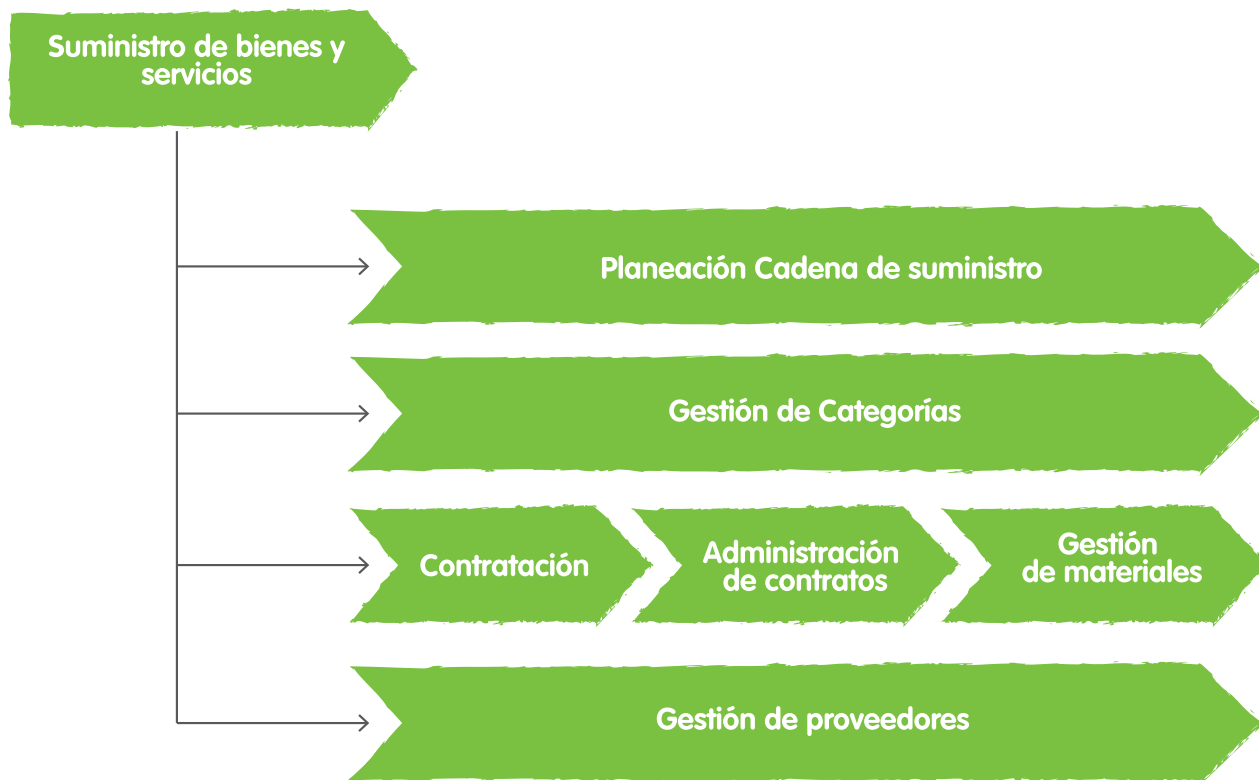 Suministro de bienes y
servicios
Planeación Cadena de suministro
Gestión de Categorías
Contratación
Administración
de contratos
Gestión
de materiales
Gestión de proveedores